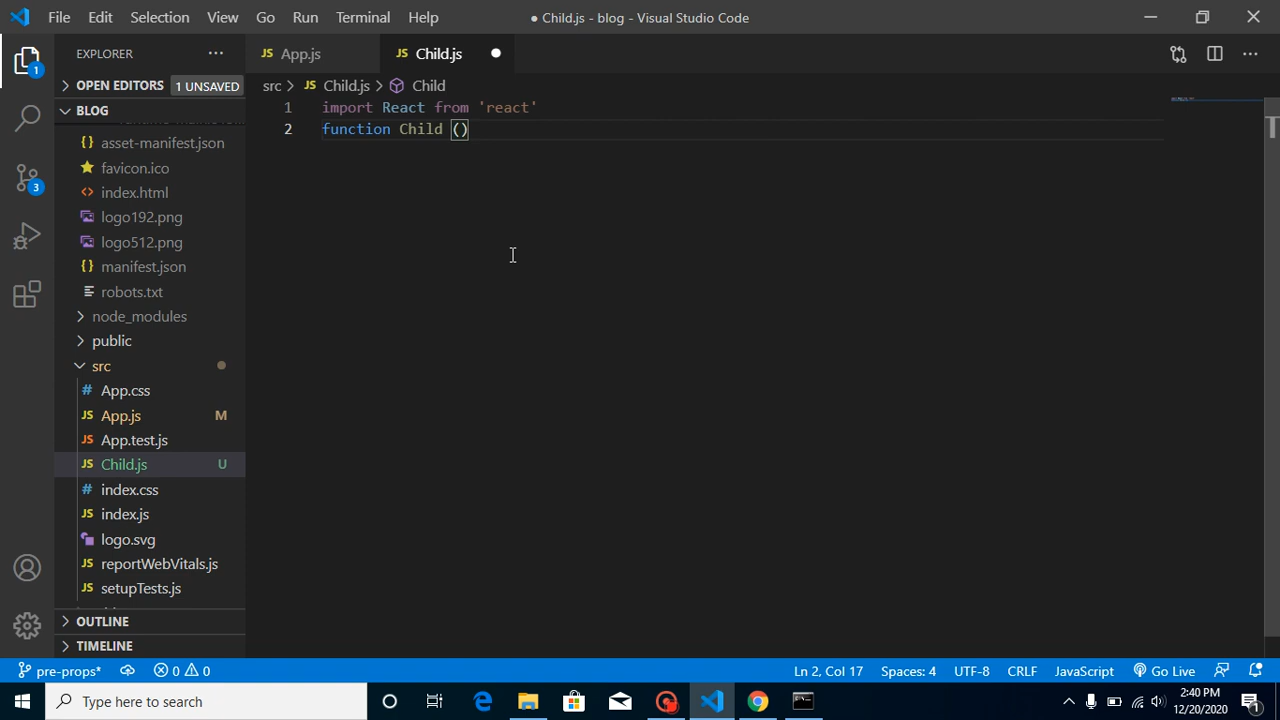 File Edit Selection View Go Run Terminal Help
● Child.js - blog - Visual Studio Code
EXPLORER
OPEN EDITORS 1 UNSAVED
BLOG
asset-manifest.json
favicon.ico
index.html
logo192.png
logo512.png
manifest.json
robots.txt
node_modules
public
src
App.css
App.js M
App.test.js
Child.js U
index.css
index.js
logo.svg
reportWebVitals.js
setupTests.js
OUTLINE
TIMELINE
JS App.js
JS Child.js
src > JS Child.js > Child
1 import React from 'react'
2 function Child ()
pre-props* 0 0
Ln 2, Col 17 Spaces: 4 UTF-8 CRLF JavaScript Go Live
Type here to search
2:40 PM
12/20/2020